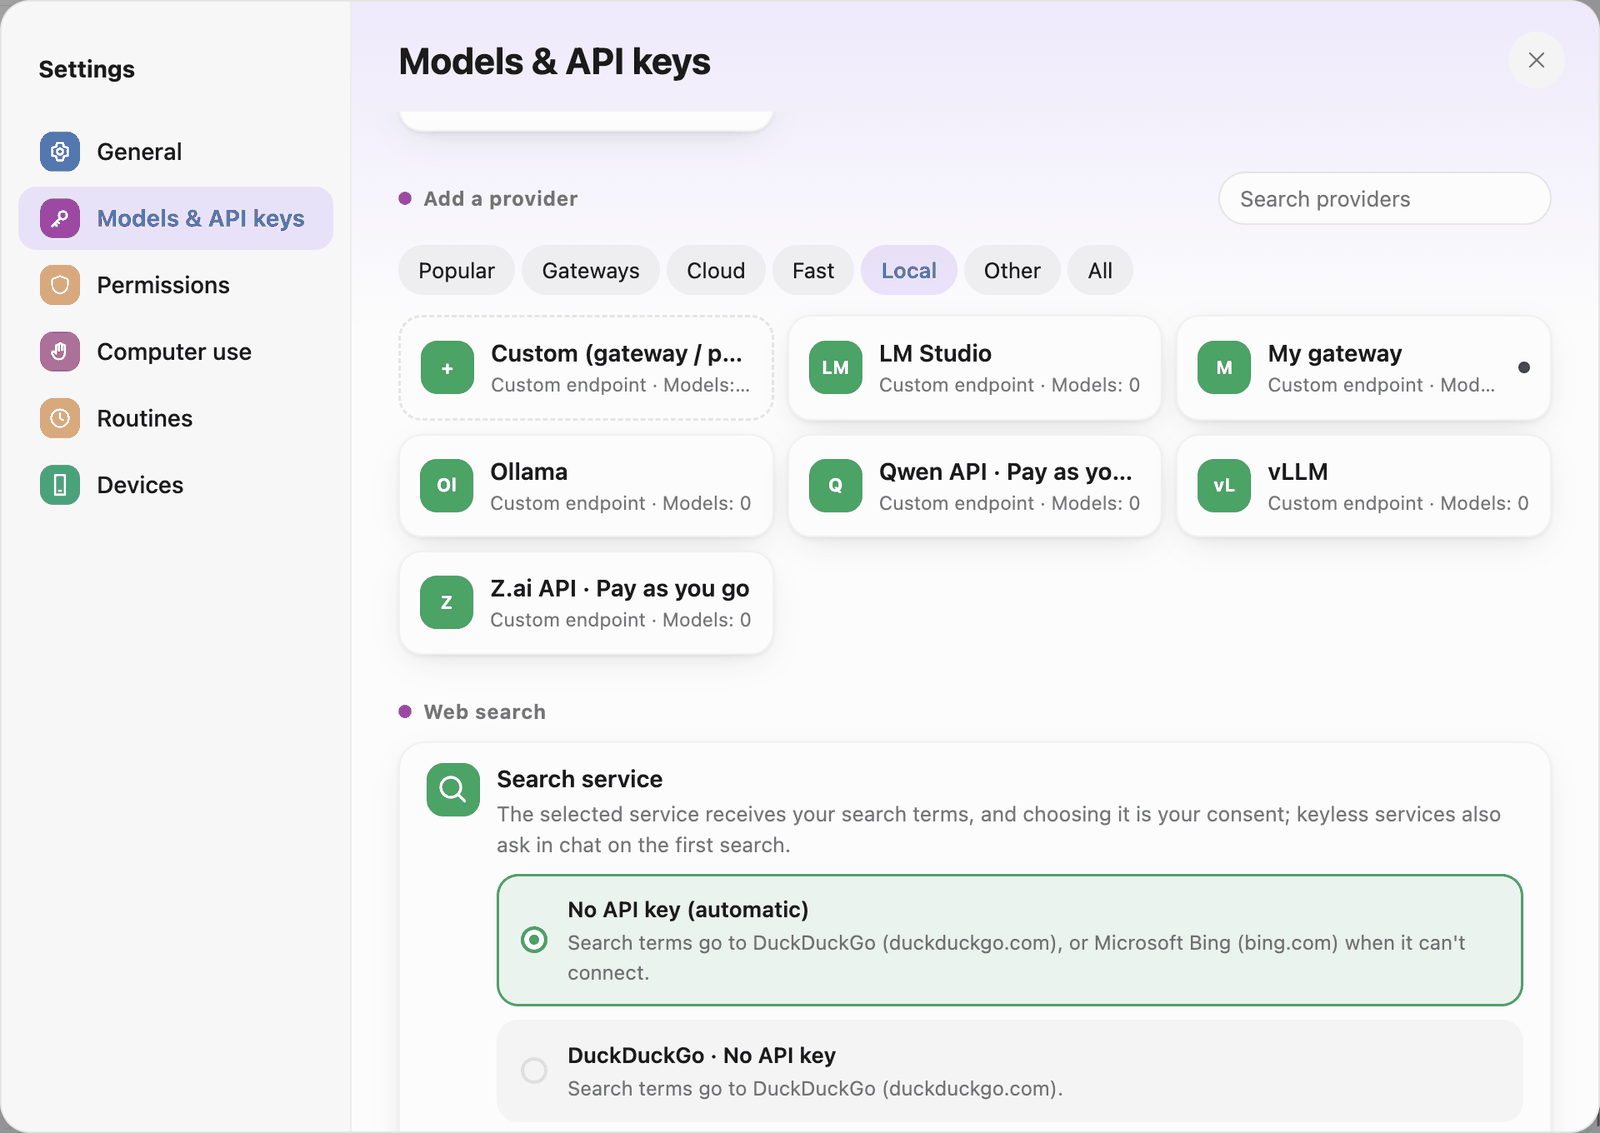 Settings
General
Models & API keys
Permissions
Computer use
Routines
Devices
Models & API keys
Add a provider
Search providers
Popular
Gateways
Cloud
Fast
Local
Other
All
+
Custom (gateway / p...
Custom endpoint · Models:...
LM
LM Studio
Custom endpoint · Models: 0
M
My gateway
Custom endpoint · Mod...
Ol
Ollama
Custom endpoint · Models: 0
Q
Qwen API · Pay as yo...
Custom endpoint · Models: 0
vL
vLLM
Custom endpoint · Models: 0
Z
Z.ai API · Pay as you go
Custom endpoint · Models: 0
Web search
Search service
The selected service receives your search terms, and choosing it is your consent; keyless services also
ask in chat on the first search.
No API key (automatic)
Search terms go to DuckDuckGo (duckduckgo.com), or Microsoft Bing (bing.com) when it can't
connect.
DuckDuckGo · No API key
Search terms go to DuckDuckGo (duckduckgo.com).